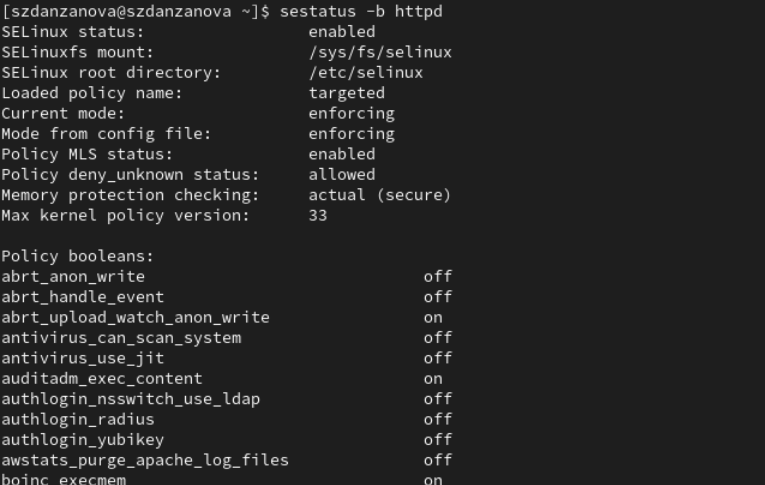 [szdanzanova@szdanzanova ~]$ sestatus -b httpd
SELinux status:                 enabled
SELinuxfs mount:                /sys/fs/selinux
SELinux root directory:         /etc/selinux
Loaded policy name:             targeted
Current mode:                   enforcing
Mode from config file:          enforcing
Policy MLS status:              enabled
Policy deny_unknown status:     allowed
Memory protection checking:     actual (secure)
Max kernel policy version:      33

Policy booleans:
abrt_anon_write                             off
abrt_handle_event                           off
abrt_upload_watch_anon_write                on
antivirus_can_scan_system                   off
antivirus_use_jit                           off
auditadm_exec_content                       on
authlogin_nsswitch_use_ldap                 off
authlogin_radius                            off
authlogin_yubikey                           off
awstats_purge_apache_log_files              off
boinc_execmem                               on